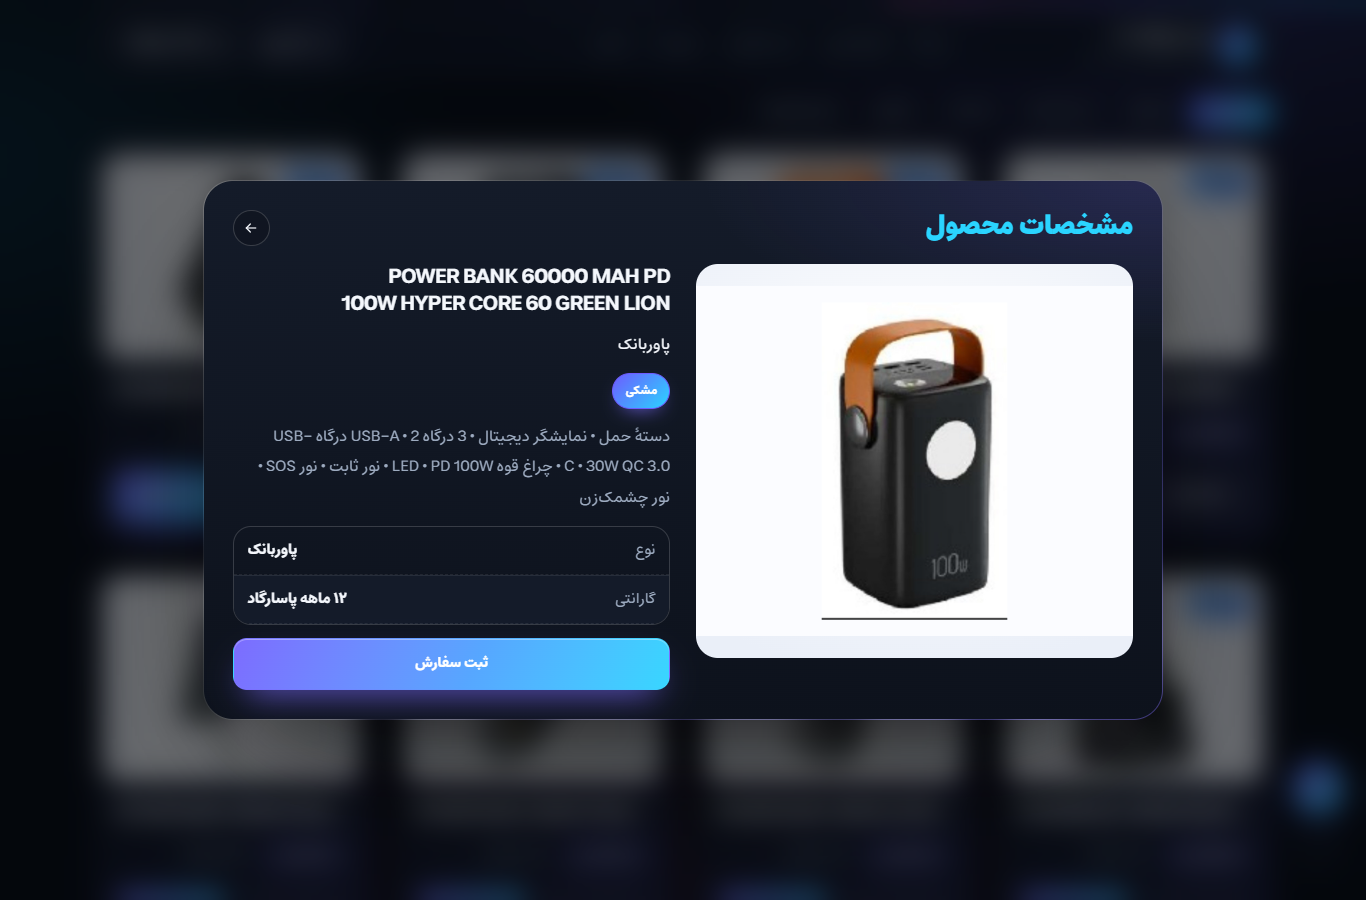 مشخصات محصول
POWER BANK 60000 MAH PD
100W HYPER CORE 60 GREEN LION
پاوربانک
مشکی
دستهٔ حمل • نمایشگر دیجیتال • 3 درگاه USB-A • 2 درگاه USB-
C • 30W QC 3.0 • چراغ قوه LED • PD 100W • نور ثابت • نور SOS •
نور چشمک‌زن
نوع پاوربانک
گارانتی ۱۲ ماهه پاسارگاد
ثبت سفارش
100w